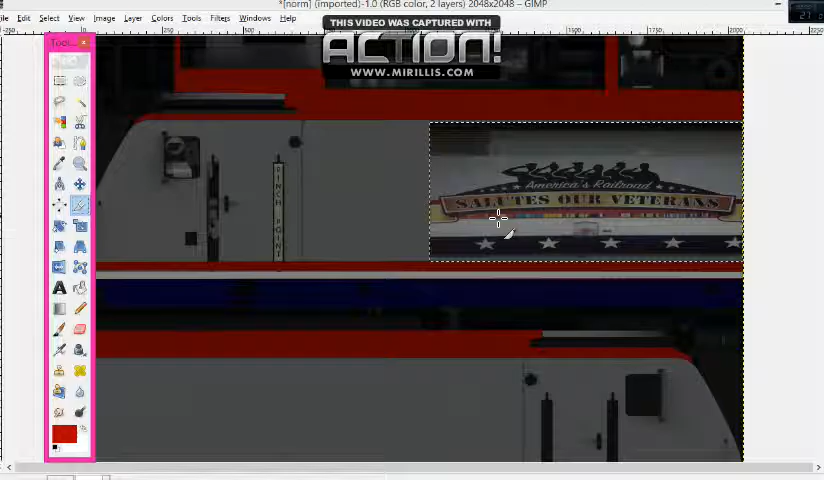 *[norm] (imported)-1.0 (RGB color, 2 layers) 2048x2048 – GIMP
File Edit Select View Image Layer Colors Tools Filters Windows Help
THIS VIDEO WAS CAPTURED WITH
ACTION!
WWW.MIRILLIS.COM
Tool...
PINCH POINT
America's Railroad
SALUTES OUR VETERANS